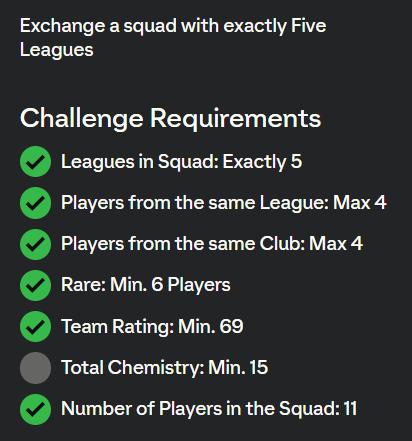 Exchange a squad with exactly Five
Leagues
Challenge Requirements
Leagues in Squad: Exactly 5
Players from the same League: Max 4
Players from the same Club: Max 4
Rare: Min. 6 Players
Team Rating: Min. 69
Total Chemistry: Min. 15
Number of Players in the Squad: 11